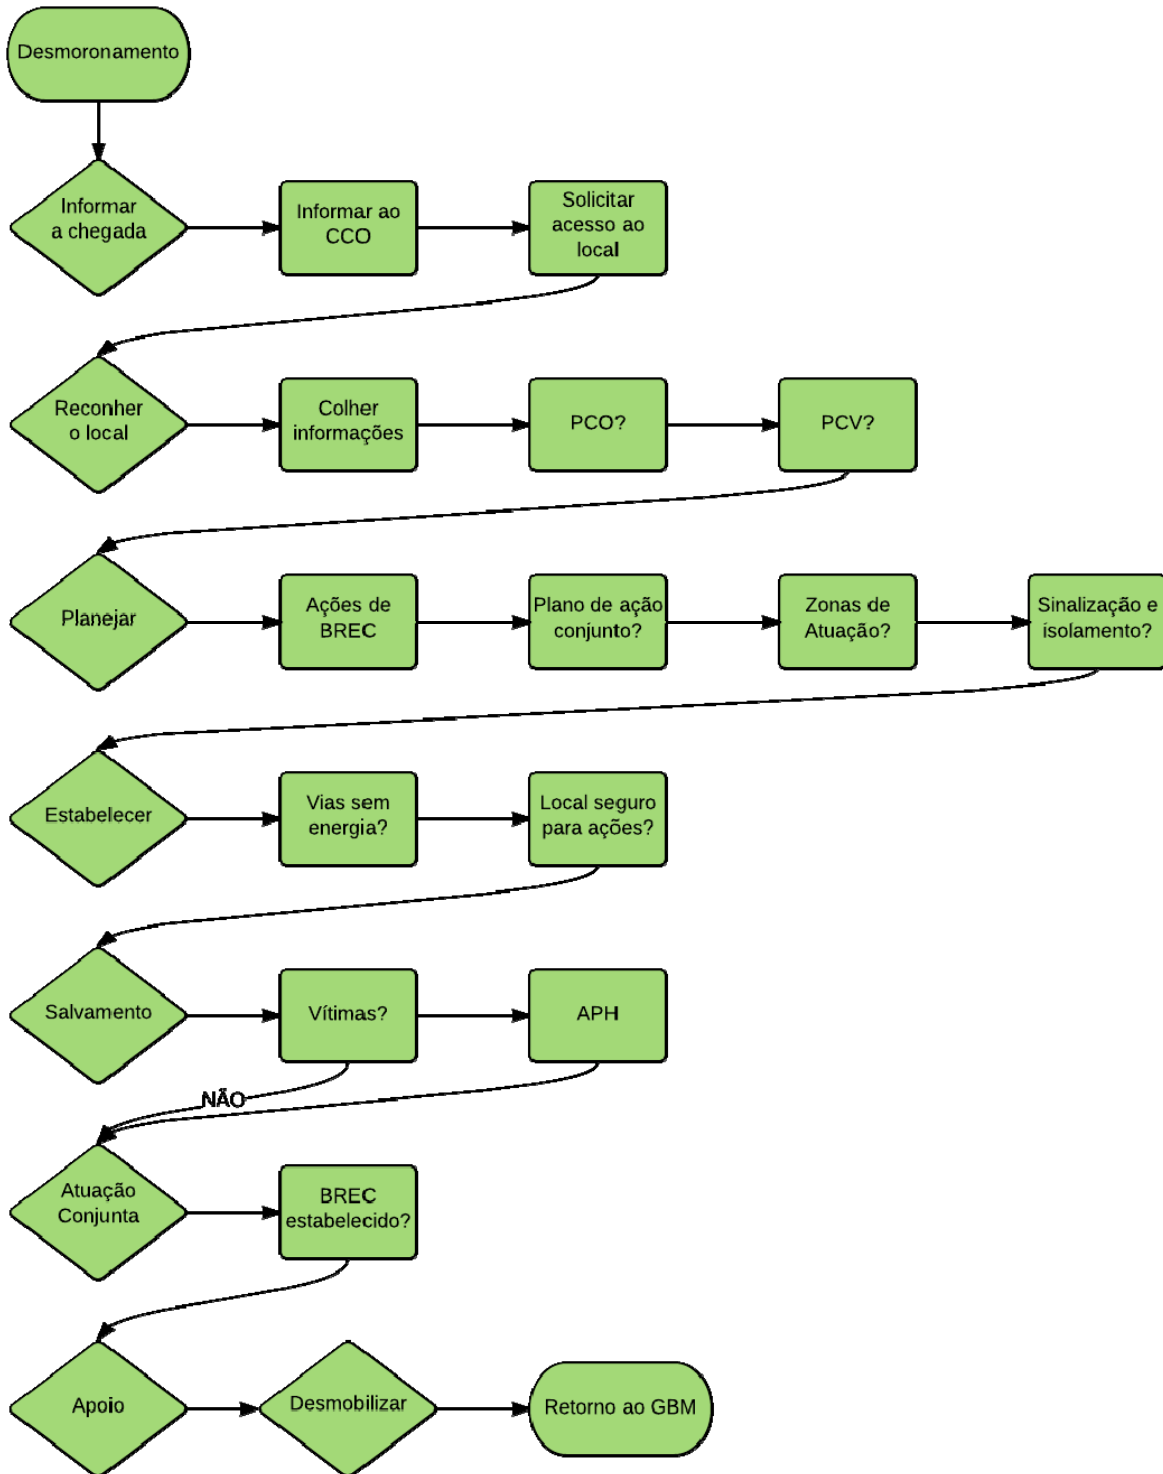 Desmoronamento
Informar
a chegada
Informar ao
CCO
Solicitar
acesso ao
local
Reconher
o local
Colher
informações
PCO?
PCV?
Planejar
Ações de
BREC
Plano de ação
conjunto?
Zonas de
Atuação?
Sinalização e
isolamento?
Estabelecer
Vias sem
energia?
Local seguro
para ações?
Salvamento
Vítimas?
APH
NÃO
Atuação
Conjunta
BREC
estabelecido?
Apoio
Desmobilizar
Retorno ao GBM